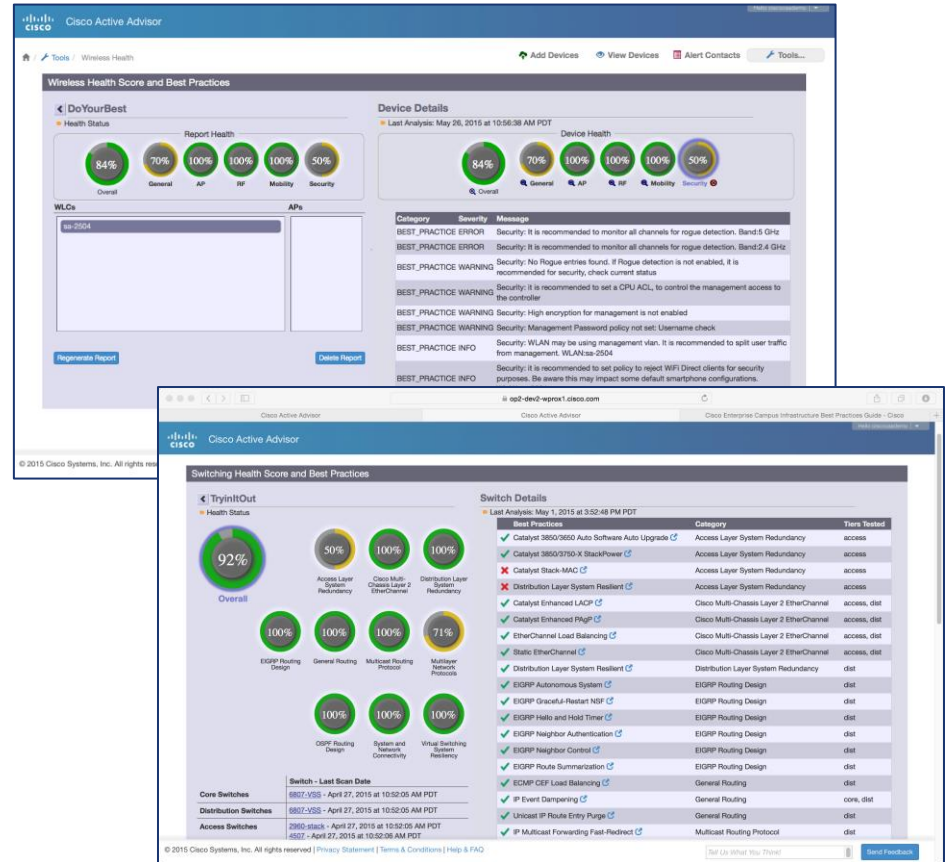 Hello ciscocaademo
cisco Cisco Active Advisor
/ Tools / Wireless Health
Add Devices View Devices Alert Contacts Tools...
Wireless Health Score and Best Practices
DoYourBest
Health Status
Report Health
84% 70% 100% 100% 100% 50%
Overall General AP RF Mobility Security
WLCs APs
ss-2504
Regenerate Report Delete Report
Device Details
Last Analysis: May 26, 2015 at 10:56:38 AM PDT
Device Health
84% 70% 100% 100% 100% 50%
Overall General AP RF Mobility Security
Category Severity Message
BEST_PRACTICE ERROR Security: It is recommended to monitor all channels for rogue detection. Band:5 GHz
BEST_PRACTICE ERROR Security: It is recommended to monitor all channels for rogue detection. Band:2.4 GHz
BEST_PRACTICE WARNING Security: No Rogue entries found. If Rogue detection is not enabled, it is
recommended for security, check current status
BEST_PRACTICE WARNING Security: it is recommended to set a CPU ACL, to control the management access to
the controller
BEST_PRACTICE WARNING Security: High encryption for management is not enabled
BEST_PRACTICE WARNING Security: Management Password policy not set: Username check
BEST_PRACTICE INFO Security: WLAN may be using management vlan. It is recommended to split user traffic
from management. WLAN:ss-2504
BEST_PRACTICE INFO Security: it is recommended to set policy to reject WiFi Direct clients for security
purposes. Be aware this may impact some default smartphone configurations.
© 2015 Cisco Systems, Inc. All rights res
op2-dev2-wprox1.cisco.com
Cisco Active Advisor Cisco Active Advisor Cisco Enterprise Campus Infrastructure Best Practices Guide - Cisco
cisco Cisco Active Advisor
Switching Health Score and Best Practices
TryinItOut
Health Status
92%
Overall
50% 100% 100%
Access Layer System Redundancy
Cisco Multi-Chassis Layer 2 EtherChannel
Distribution Layer System Redundancy
100% 100% 100% 71%
EIGRP Routing Design
General Routing
Multicast Routing Protocol
Multilayer Network Protocols
100% 100% 100%
OSPF Routing Design
System and Network Connectivity
Virtual Switching System Resiliency
Switch - Last Scan Date
Core Switches 6807-VSS - April 27, 2015 at 10:52:05 AM PDT
Distribution Switches 6807-VSS - April 27, 2015 at 10:52:05 AM PDT
Access Switches 2960-stack - April 27, 2015 at 10:52:05 AM PDT
4507 - April 27, 2015 at 10:52:06 AM PDT
Switch Details
Last Analysis: May 1, 2015 at 3:52:48 PM PDT
Best Practices Category Tiers Tested
Catalyst 3850/3650 Auto Software Auto Upgrade Access Layer System Redundancy access
Catalyst 3850/3750-X StackPower Access Layer System Redundancy access
Catalyst Stack-MAC Access Layer System Redundancy access
Distribution Layer System Resilient Access Layer System Redundancy access
Catalyst Enhanced LACP Cisco Multi-Chassis Layer 2 EtherChannel access, dist
Catalyst Enhanced PAgP Cisco Multi-Chassis Layer 2 EtherChannel access, dist
EtherChannel Load Balancing Cisco Multi-Chassis Layer 2 EtherChannel access, dist
Static EtherChannel Cisco Multi-Chassis Layer 2 EtherChannel access, dist
Distribution Layer System Resilient Distribution Layer System Redundancy dist
EIGRP Autonomous System EIGRP Routing Design dist
EIGRP Graceful-Restart NSF EIGRP Routing Design dist
EIGRP Hello and Hold Timer EIGRP Routing Design dist
EIGRP Neighbor Authentication EIGRP Routing Design dist
EIGRP Neighbor Control EIGRP Routing Design dist
EIGRP Route Summarization EIGRP Routing Design dist
ECMP CEF Load Balancing General Routing dist
IP Event Dampening General Routing core, dist
Unicast IP Route Entry Purge General Routing dist
IP Multicast Forwarding Fast-Redirect Multicast Routing Protocol dist
© 2015 Cisco Systems, Inc. All rights reserved | Privacy Statement | Terms & Conditions | Help & FAQ
Tell Us What You Think!
Send Feedback